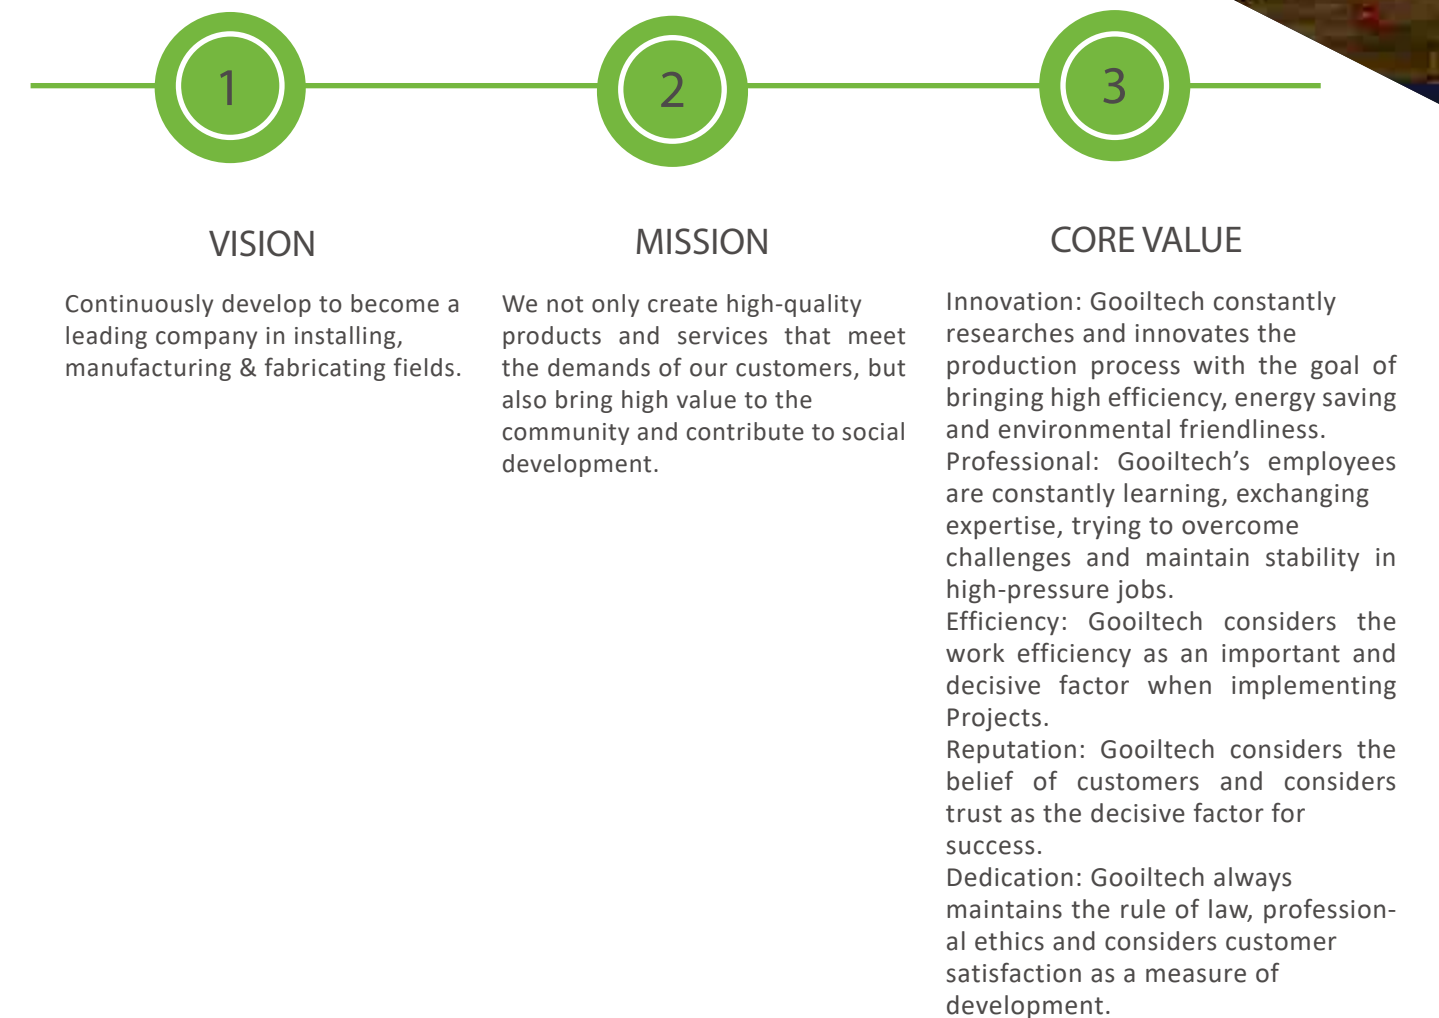 1
2
3
VISION
Continuously develop to become a
leading company in installing,
manufacturing & fabricating fields.
MISSION
We not only create high-quality
products and services that meet
the demands of our customers, but
also bring high value to the
community and contribute to social
development.
CORE VALUE
Innovation: Gooiltech constantly
researches and innovates the
production process with the goal of
bringing high efficiency, energy saving
and environmental friendliness.
Professional: Gooiltech’s employees
are constantly learning, exchanging
expertise, trying to overcome
challenges and maintain stability in
high-pressure jobs.
Efficiency: Gooiltech considers the
work efficiency as an important and
decisive factor when implementing
Projects.
Reputation: Gooiltech considers the
belief of customers and considers
trust as the decisive factor for
success.
Dedication: Gooiltech always
maintains the rule of law, profession-
al ethics and considers customer
satisfaction as a measure of
development.